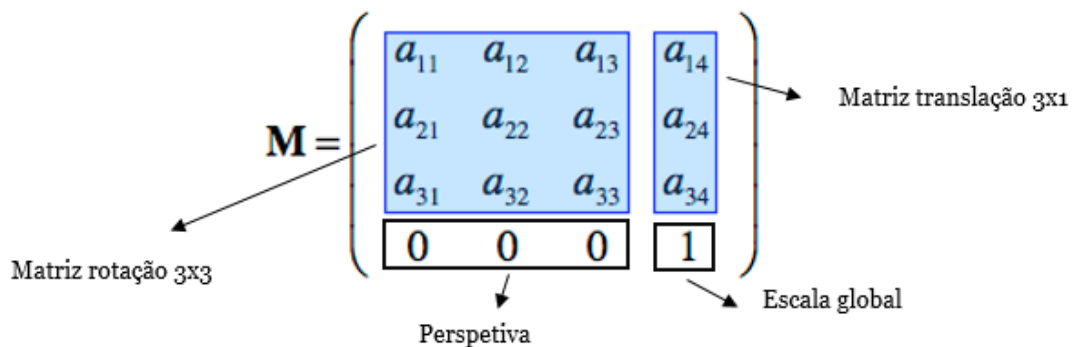 a11 a12 a13 a14
Matriz translação 3x1
M = a21 a22 a23 a24
a31 a32 a33 a34
0 0 0 1
Matriz rotação 3x3
Escala global
Perspetiva